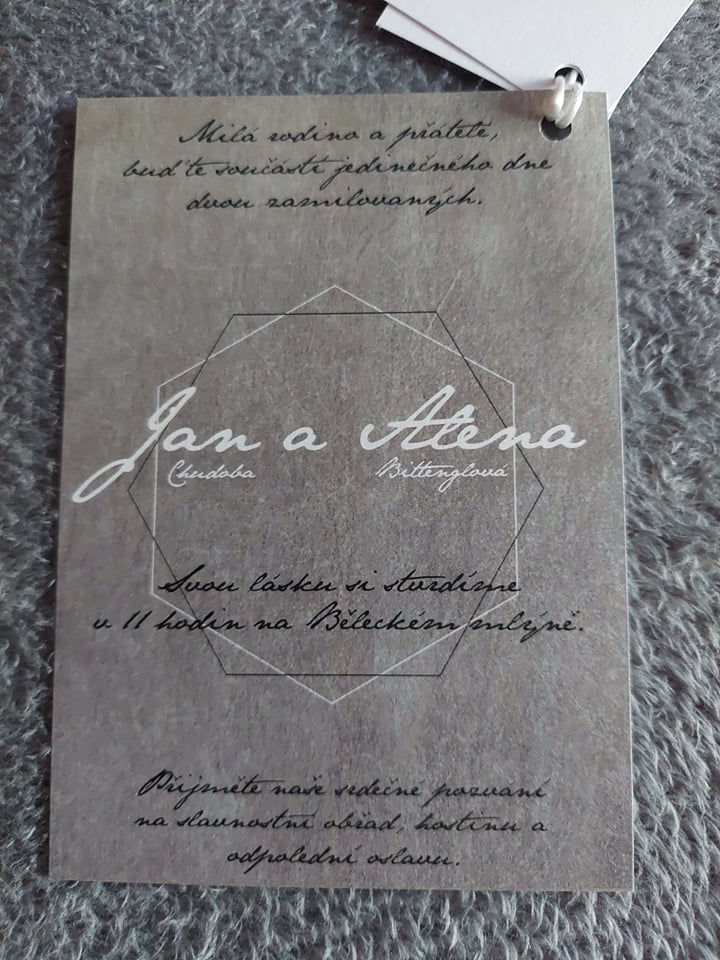 Milá rodino a přátelé,
buďte součástí jedinečného dne
dvou zamilovaných.
Jan a Alena
Chudoba Bittenglová
Svou lásku si stvrdíme
v 11 hodin na Běleckém mlýně.
Přijměte naše srdečné pozvání
na slavnostní obřad, hostinu a
odpolední oslavu.